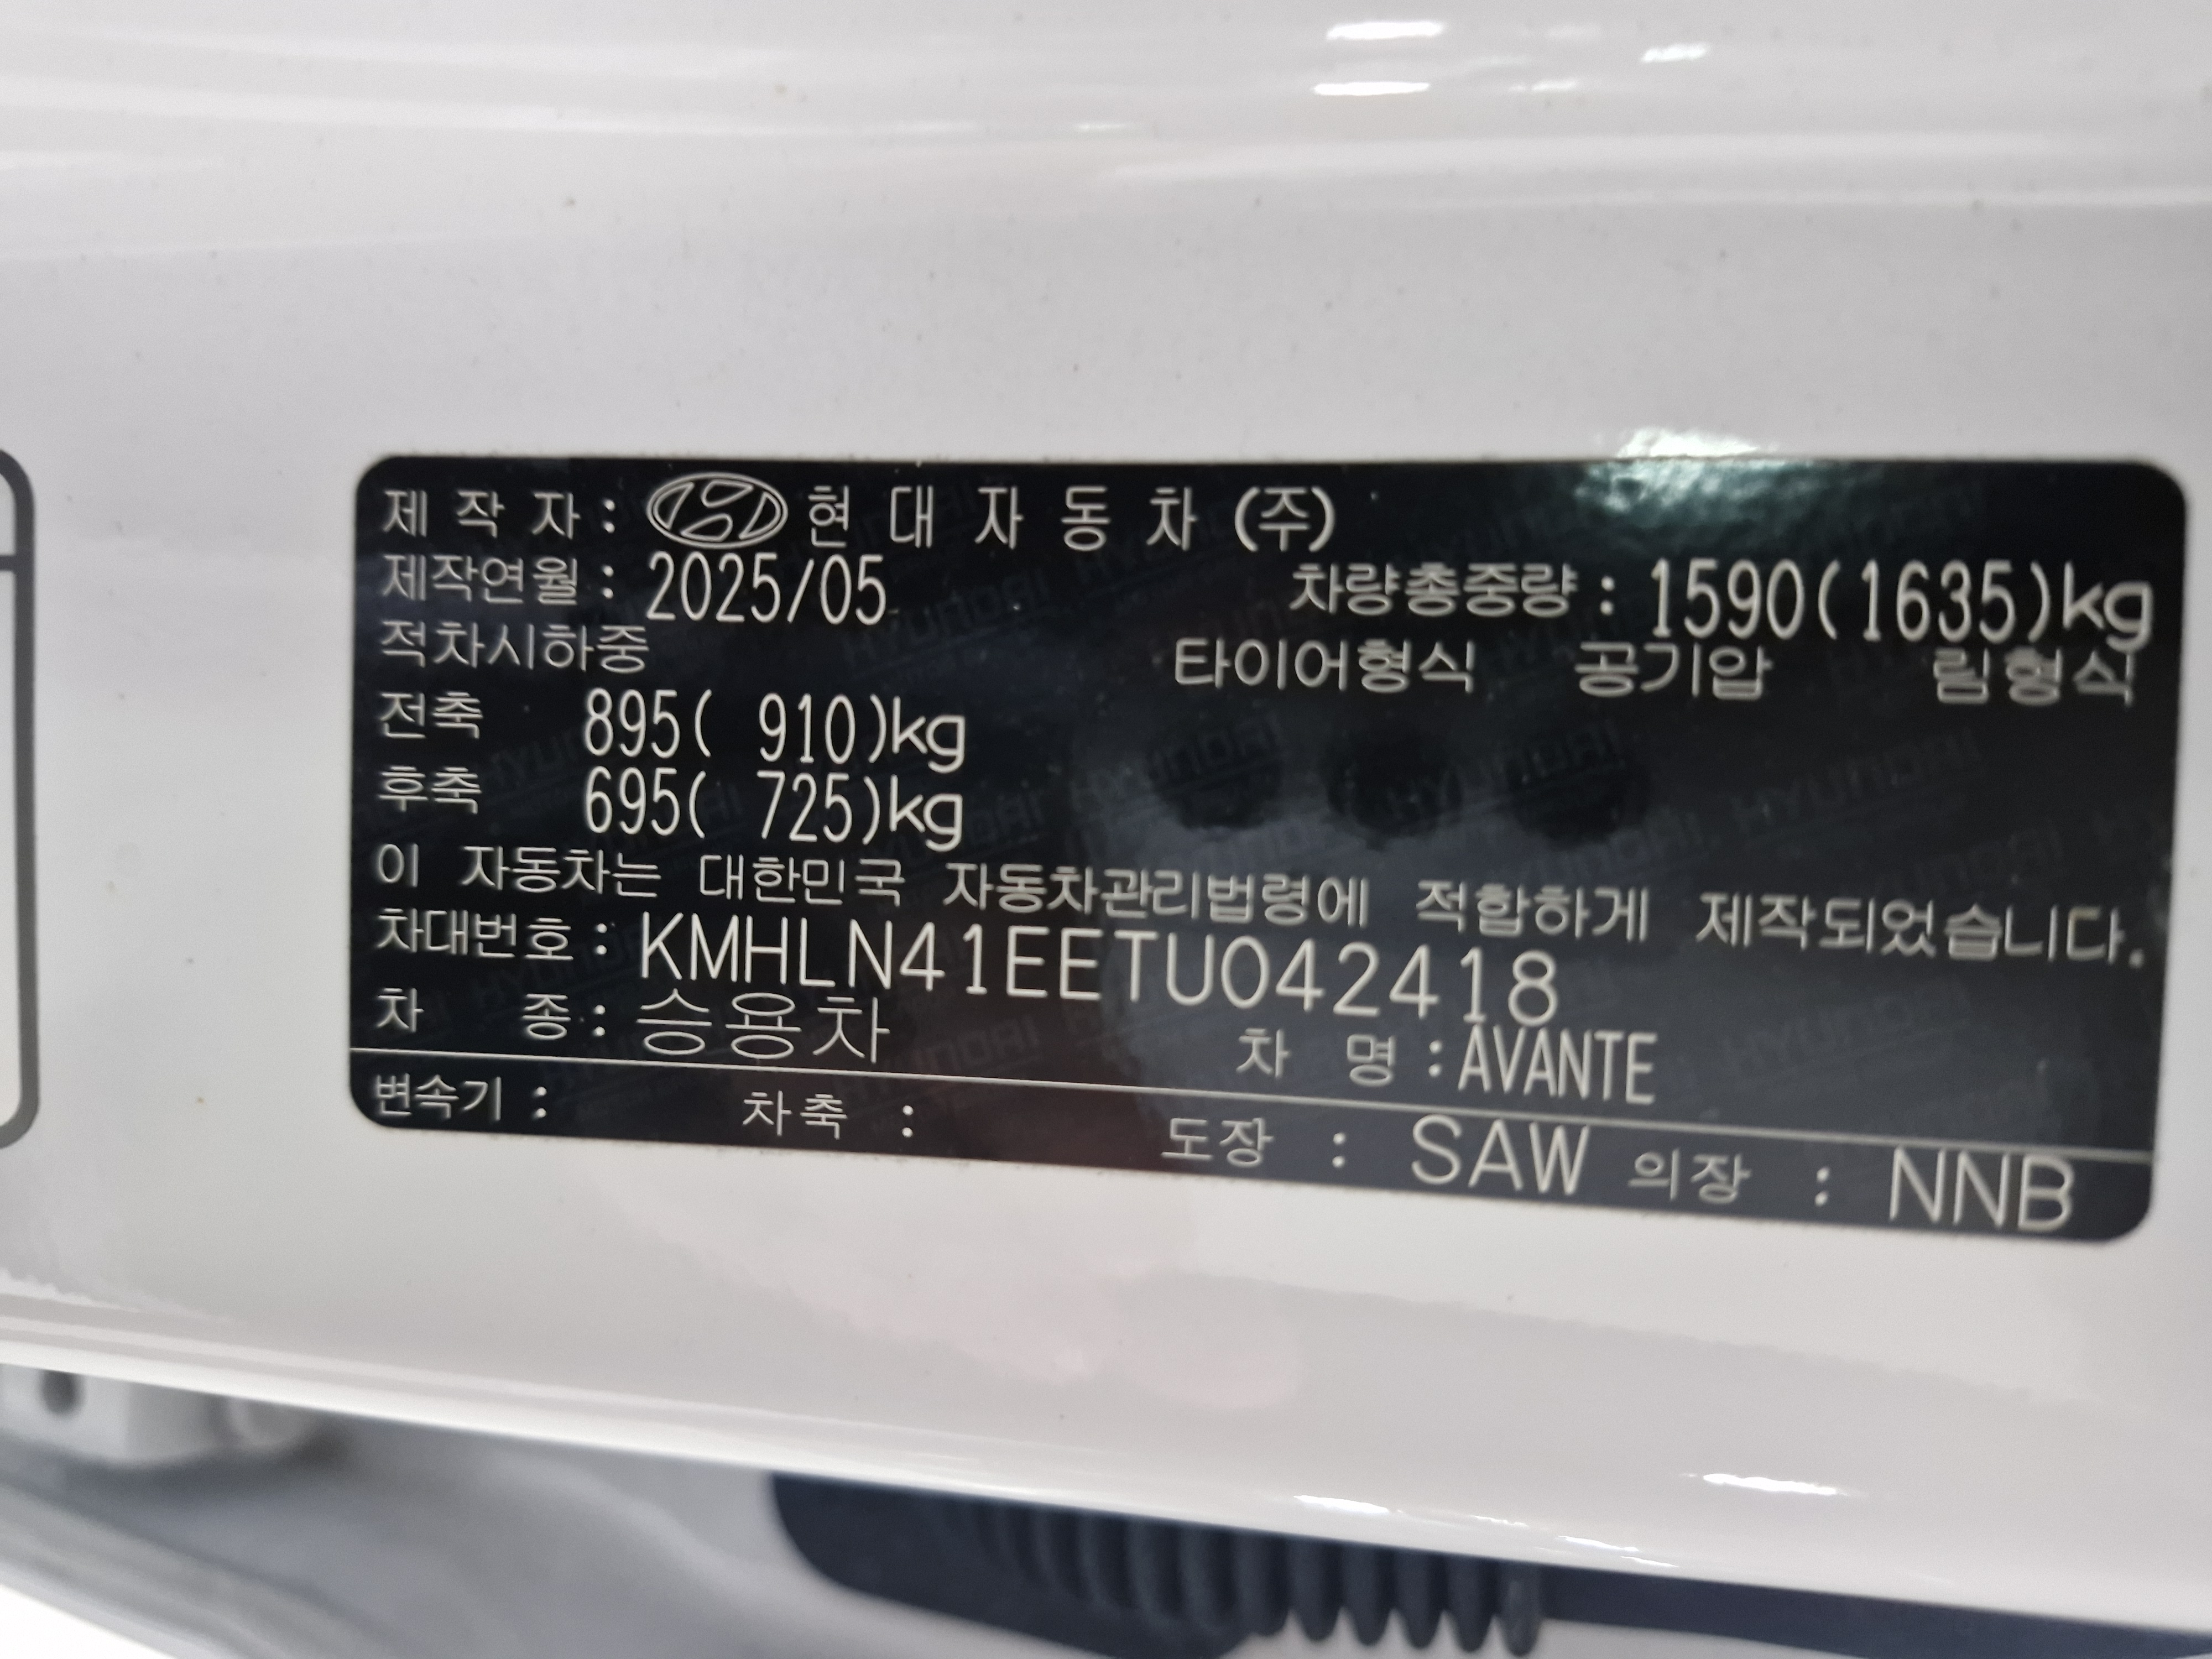 제 작 자 : 현 대 자 동 차 (주)
제작연월 : 2025/05 차량총중량 : 1590(1635)kg
적차시하중 타이어형식 공기압 림형식
전축 895( 910)kg
후축 695( 725)kg
이 자동차는 대한민국 자동차관리법령에 적합하게 제작되었습니다.
차대번호 : KMHLN41EETU042418
차 종 : 승용차 차 명 : AVANTE
변속기 : 차축 : 도장 : SAW 의장 : NNB